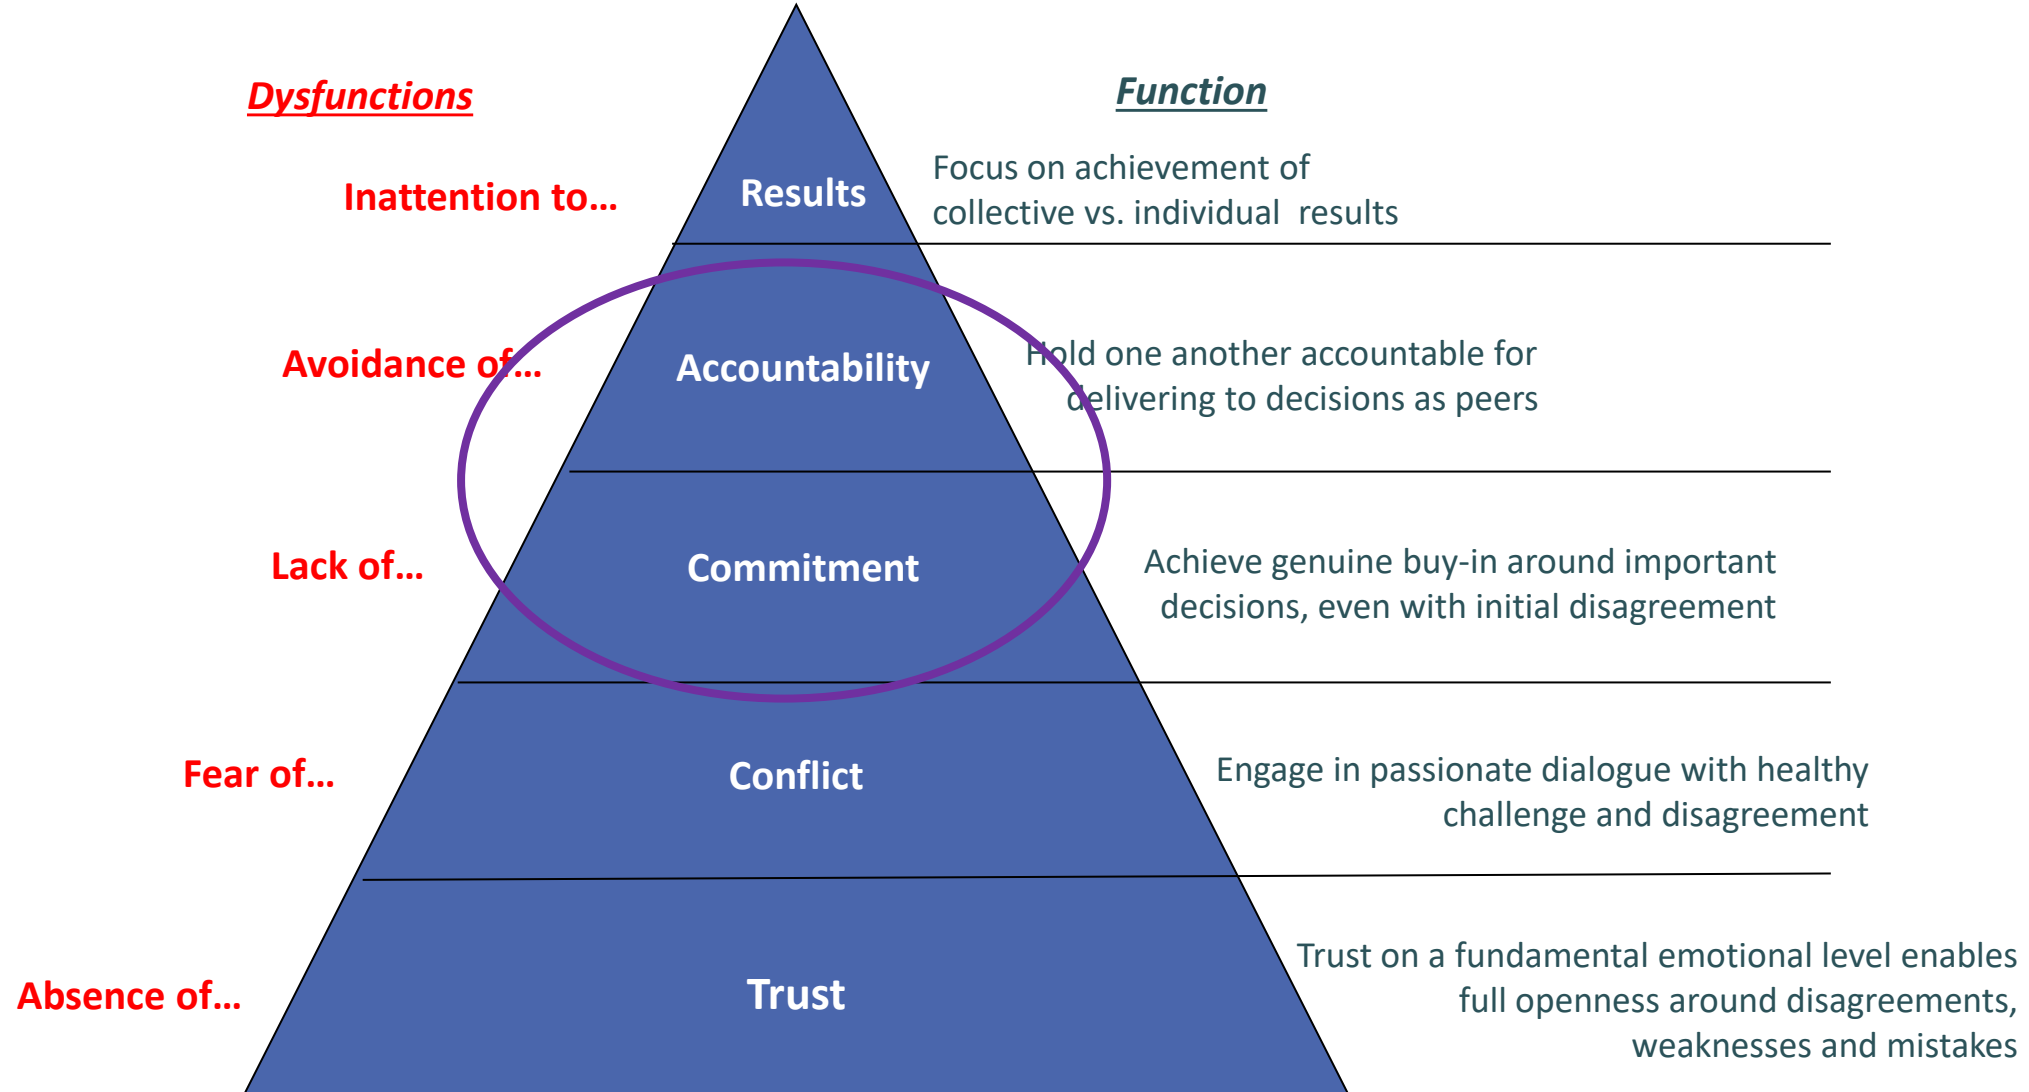 Dysfunctions
Function
Inattention to…
Results
Focus on achievement of
collective vs. individual  results
Avoidance of…
Accountability
Hold one another accountable for
delivering to decisions as peers
Lack of…
Commitment
Achieve genuine buy-in around important
decisions, even with initial disagreement
Fear of…
Conflict
Engage in passionate dialogue with healthy
challenge and disagreement
Absence of…
Trust
Trust on a fundamental emotional level enables
full openness around disagreements,
weaknesses and mistakes